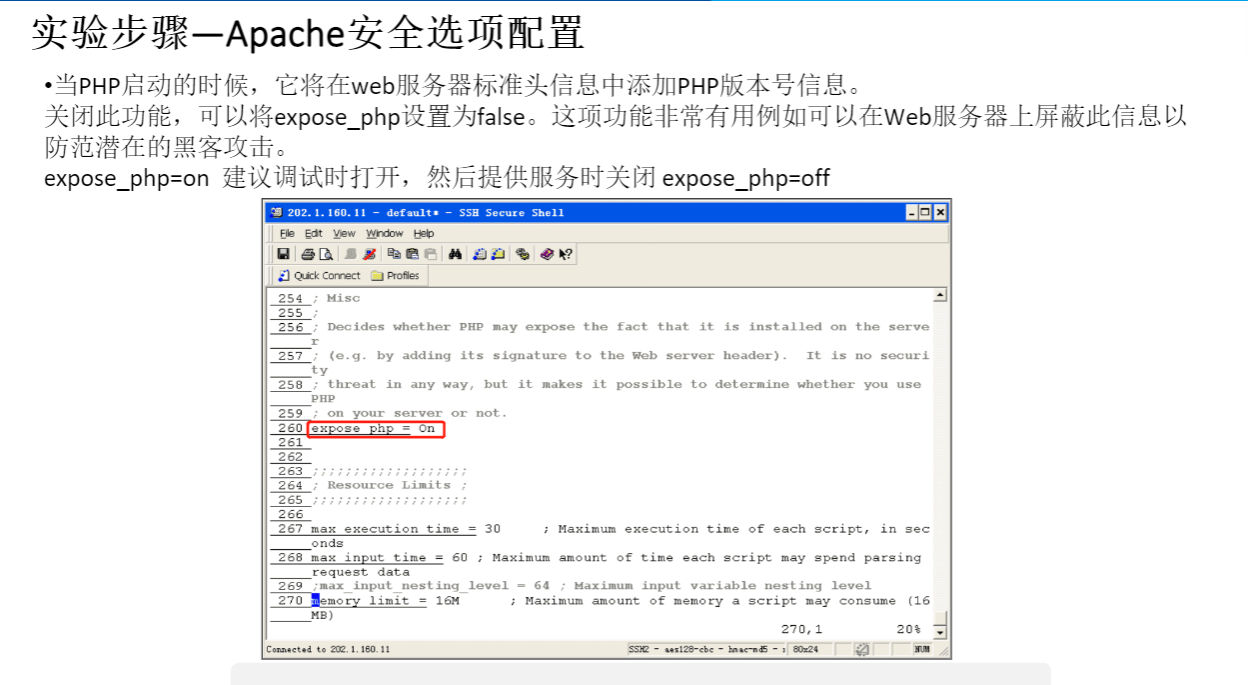 实验步骤—Apache安全选项配置
•当PHP启动的时候，它将在web服务器标准头信息中添加PHP版本号信息。
关闭此功能，可以将expose_php设置为false。这项功能非常有用例如可以在Web服务器上屏蔽此信息以
防范潜在的黑客攻击。
expose_php=on 建议调试时打开，然后提供服务时关闭 expose_php=off
202.1.160.11 - default* - SSH Secure Shell
File Edit View Window Help
Quick Connect Profiles
254 ; Misc
255 ;
256 ; Decides whether PHP may expose the fact that it is installed on the serve
r
257 ; (e.g. by adding its signature to the Web server header).  It is no securi
ty
258 ; threat in any way, but it makes it possible to determine whether you use
PHP
259 ; on your server or not.
260 expose_php = On
261
262
263 ;;;;;;;;;;;;;;;;;;;
264 ; Resource Limits ;
265 ;;;;;;;;;;;;;;;;;;;
266
267 max_execution_time = 30     ; Maximum execution time of each script, in sec
onds
268 max_input_time = 60 ; Maximum amount of time each script may spend parsing
request data
269 ;max_input_nesting_level = 64 ; Maximum input variable nesting level
270 memory_limit = 16M      ; Maximum amount of memory a script may consume (16
MB)
270,1 20%
Connected to 202.1.160.11 SSH2 - aes128-cbc - hmac-md5 - 80x24 NUM